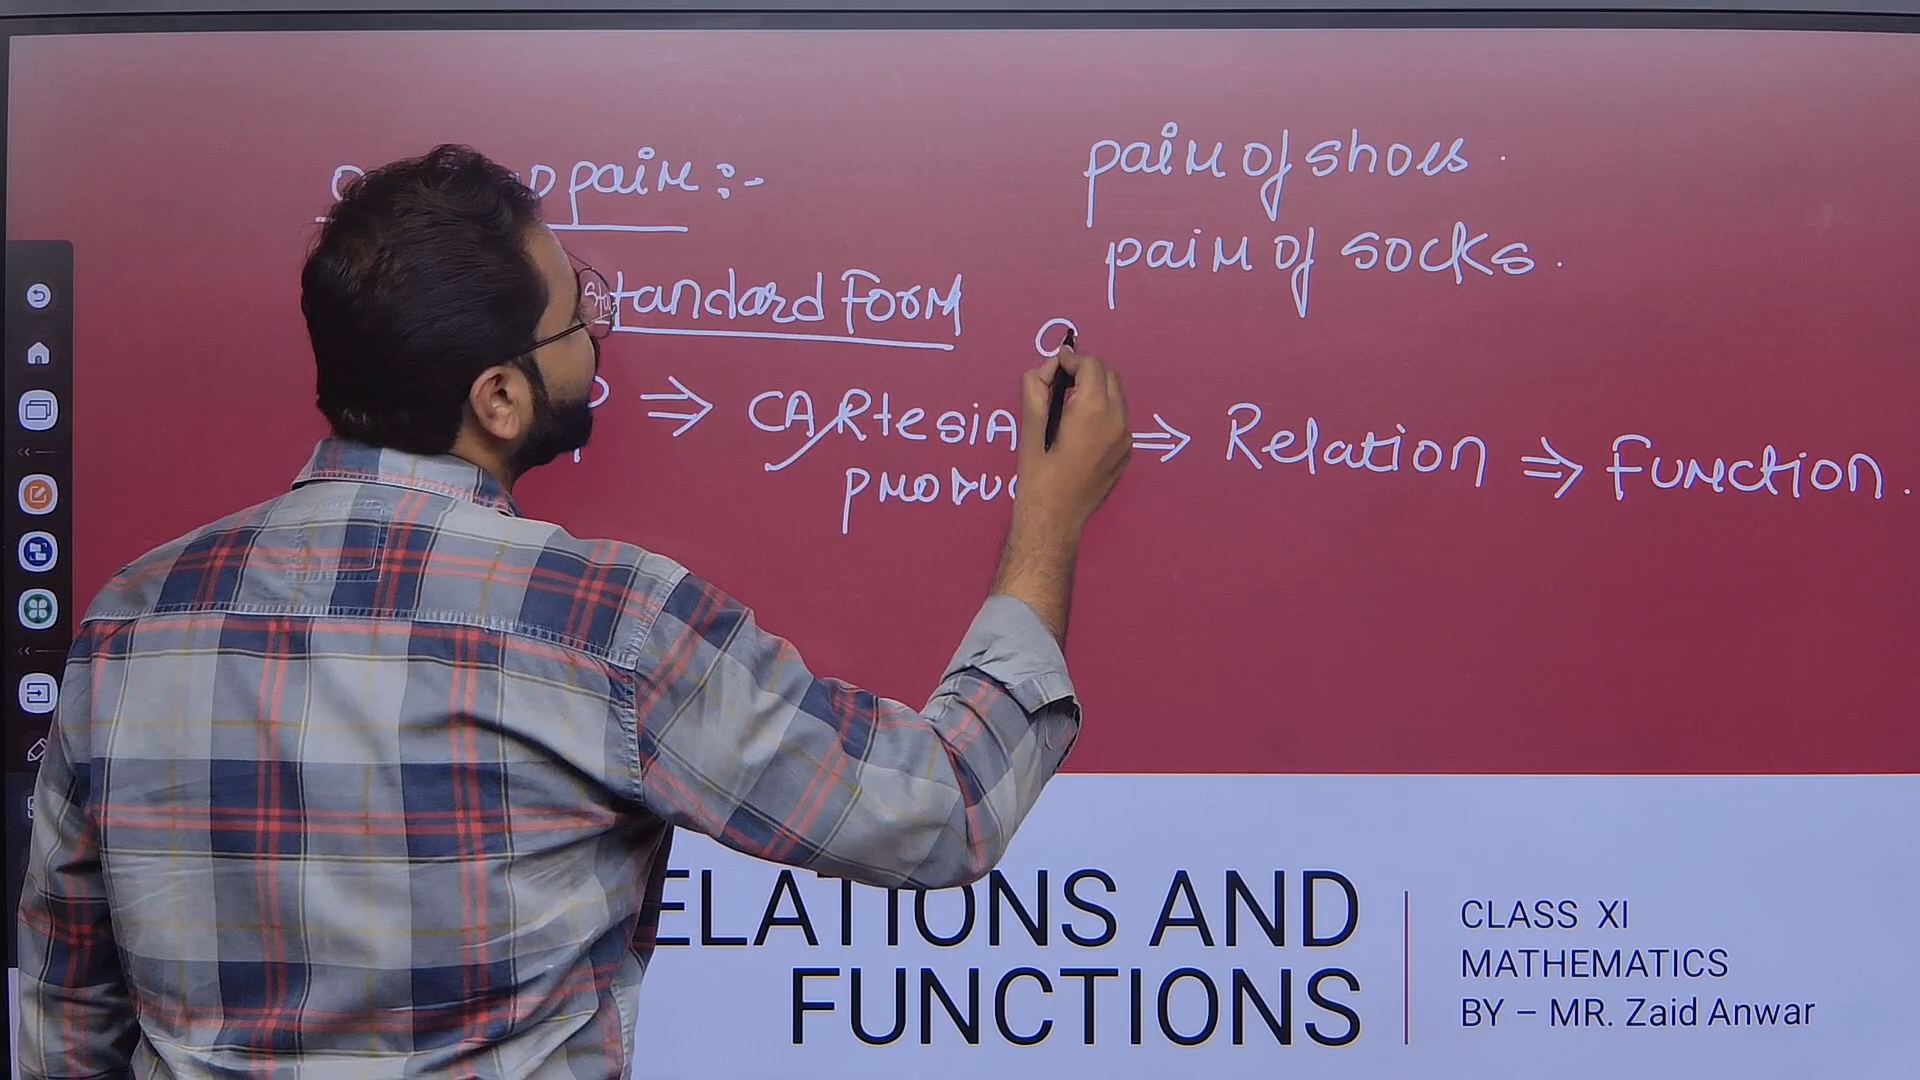 pair :-
pair of shoes.
pair of socks.
Standard Form
P ⇒ CARtesia ⇒ Relation ⇒ Function.
produc
ELATIONS AND
FUNCTIONS
CLASS XI
MATHEMATICS
BY – MR. Zaid Anwar